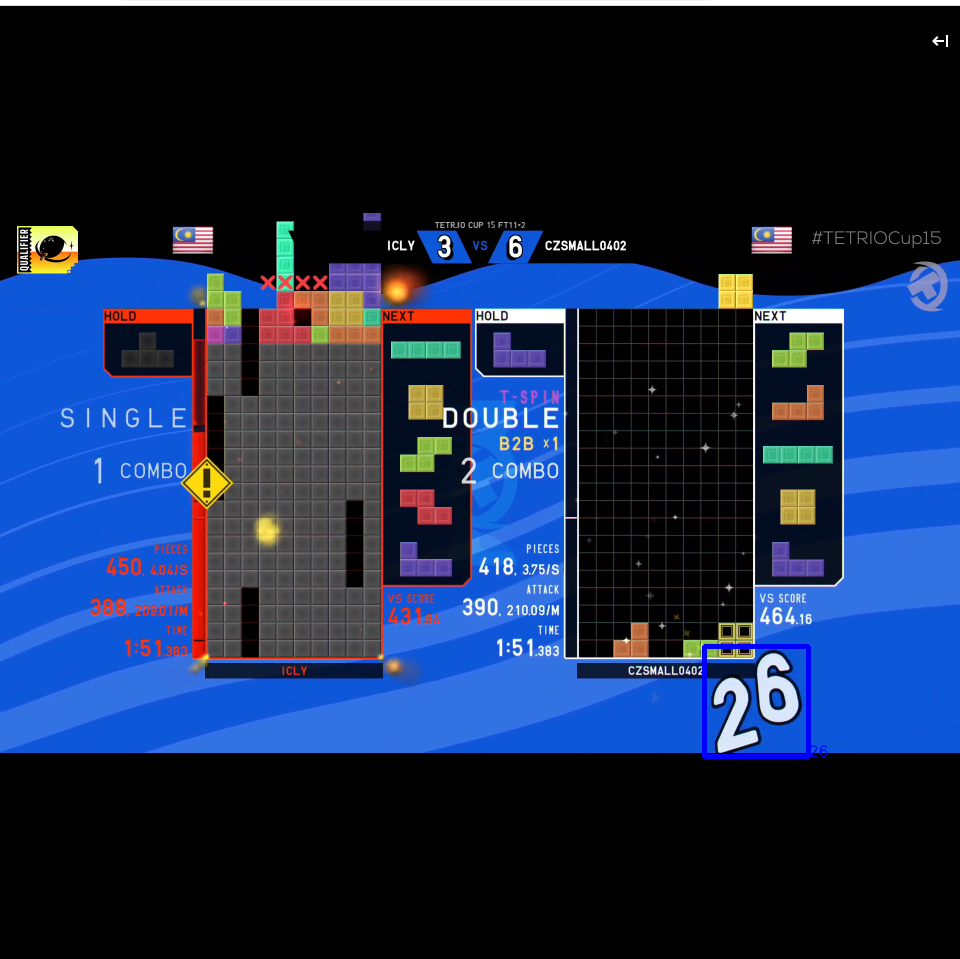 QUALIFIER
TETR.IO CUP 15 FT11-2
ICLY 3 VS 6 CZSMALL0402
#TETRIOCup15
HOLD
NEXT
SINGLE
1 COMBO
PIECES
450, 4.04/S
ATTACK
388, 209.01/M
TIME
1:51.383
VS SCORE
431.84
ICLY
HOLD
NEXT
T-SPIN
DOUBLE
B2B ×1
2 COMBO
PIECES
418, 3.75/S
ATTACK
390, 210.09/M
TIME
1:51.383
VS SCORE
464.16
CZSMALL0402
26
26